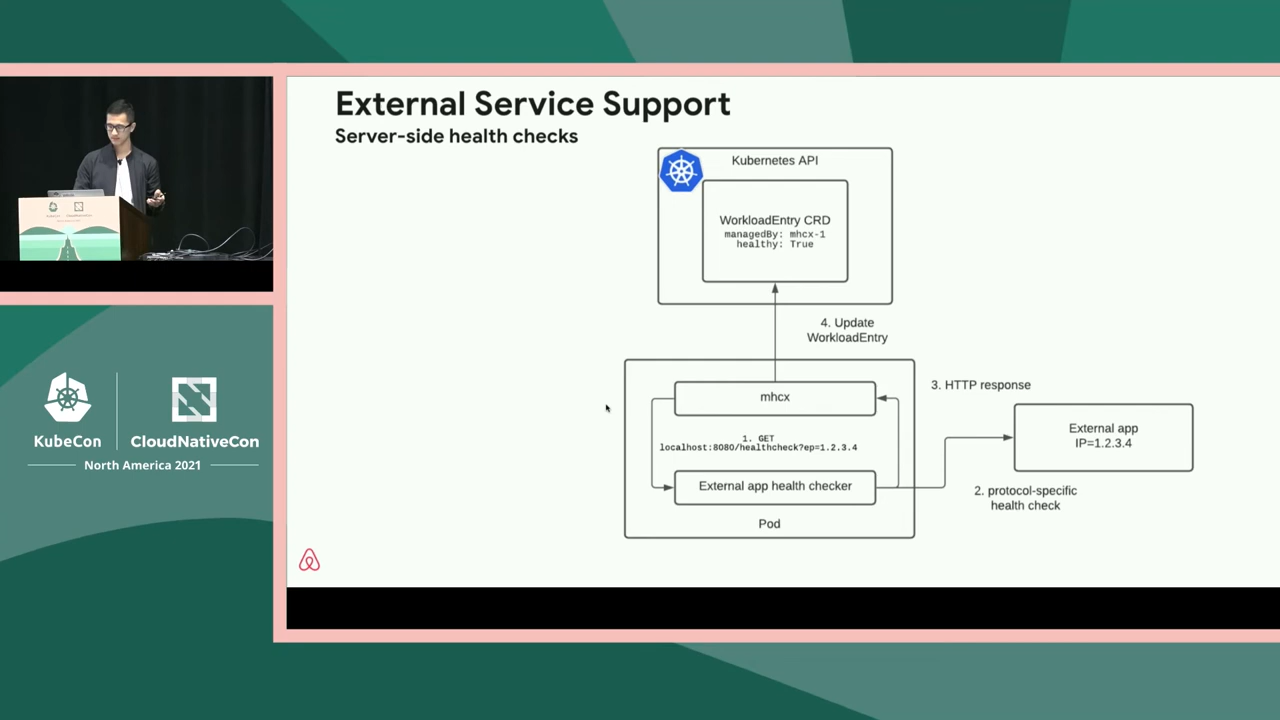 External Service Support
Server-side health checks
Kubernetes API
WorkloadEntry CRD
managedBy: mhcx-1
healthy: True
4. Update
WorkloadEntry
mhcx
3. HTTP response
1. GET
localhost:8080/healthcheck?ep=1.2.3.4
External app
IP=1.2.3.4
External app health checker
2. protocol-specific
health check
Pod
KubeCon
CloudNativeCon
North America 2021